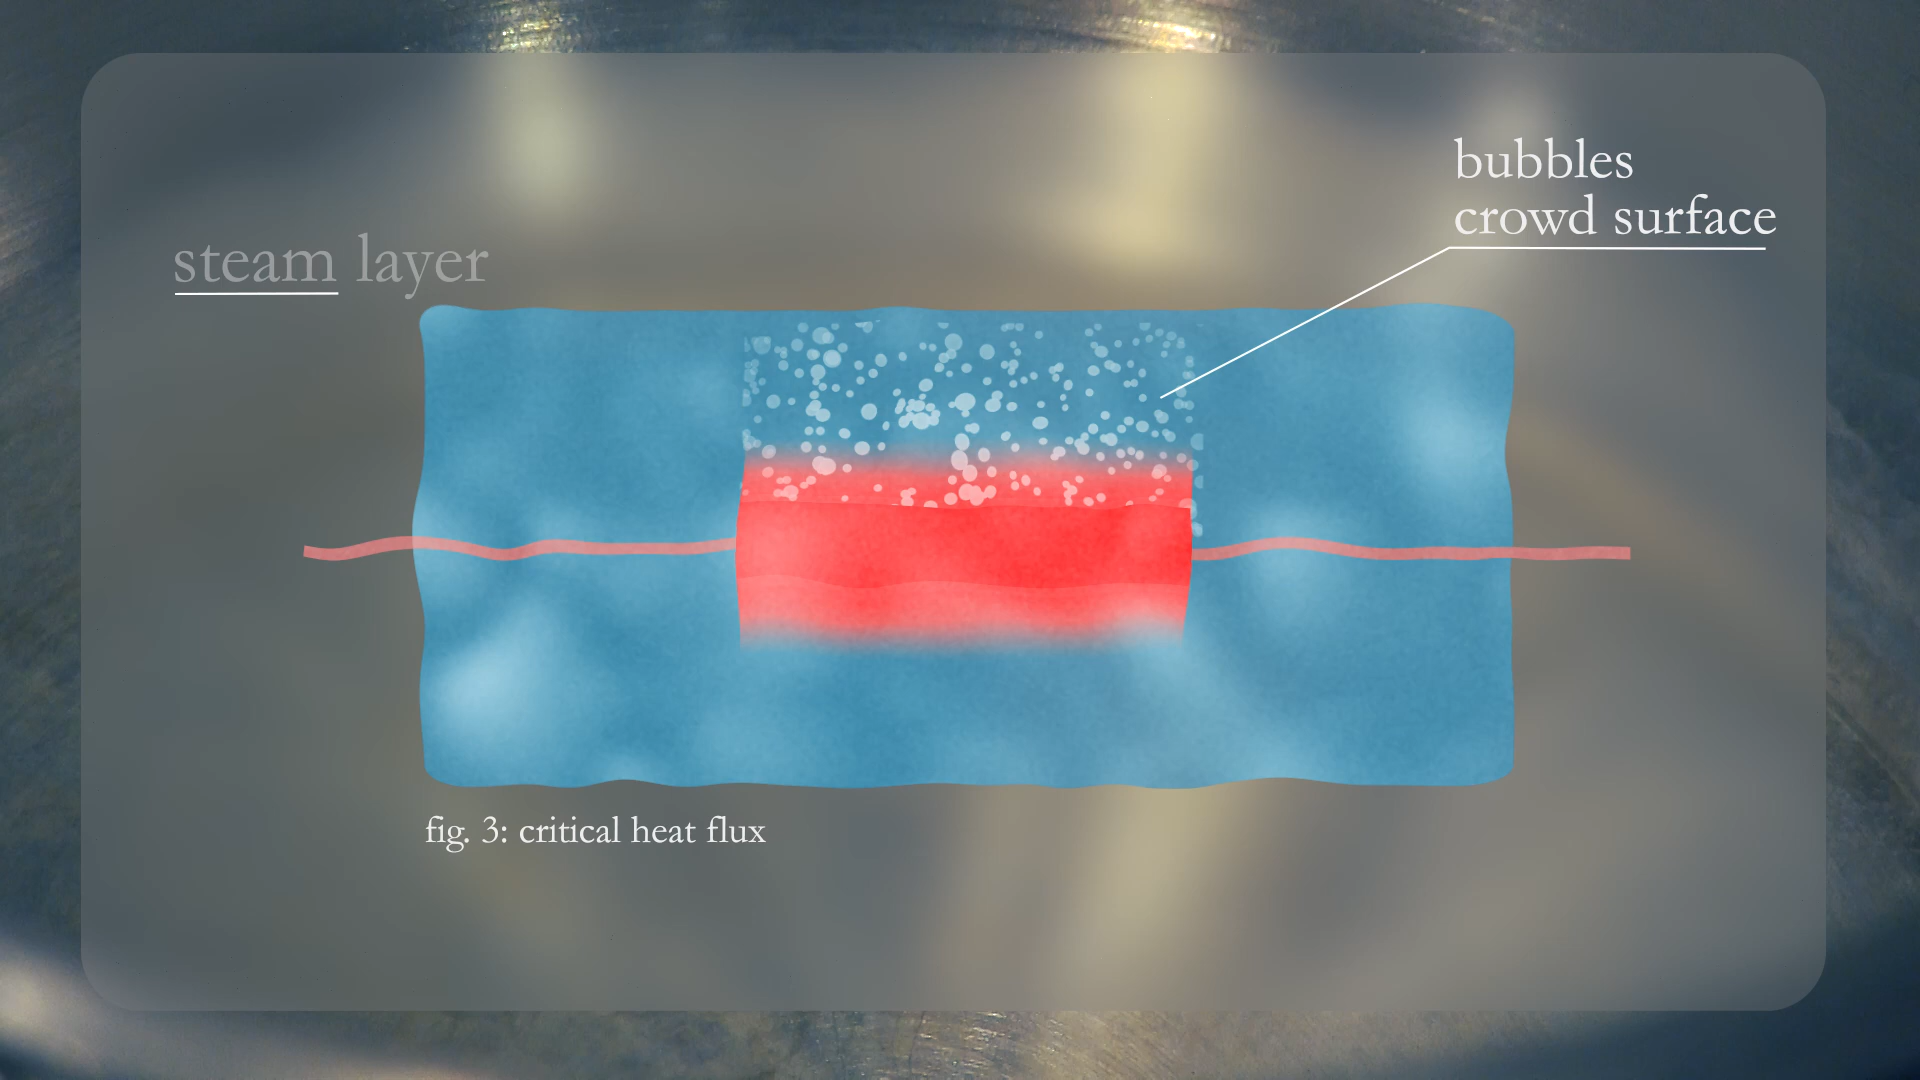 bubbles
crowd surface
steam layer
fig. 3: critical heat flux